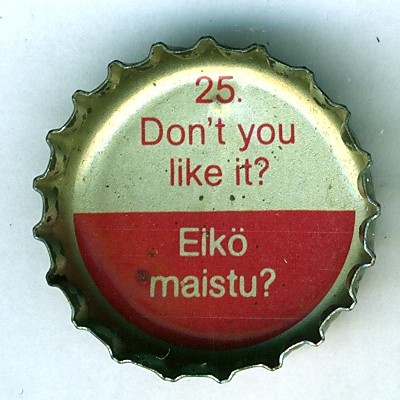 25.
Don't you
like it?
Eikö
maistu?